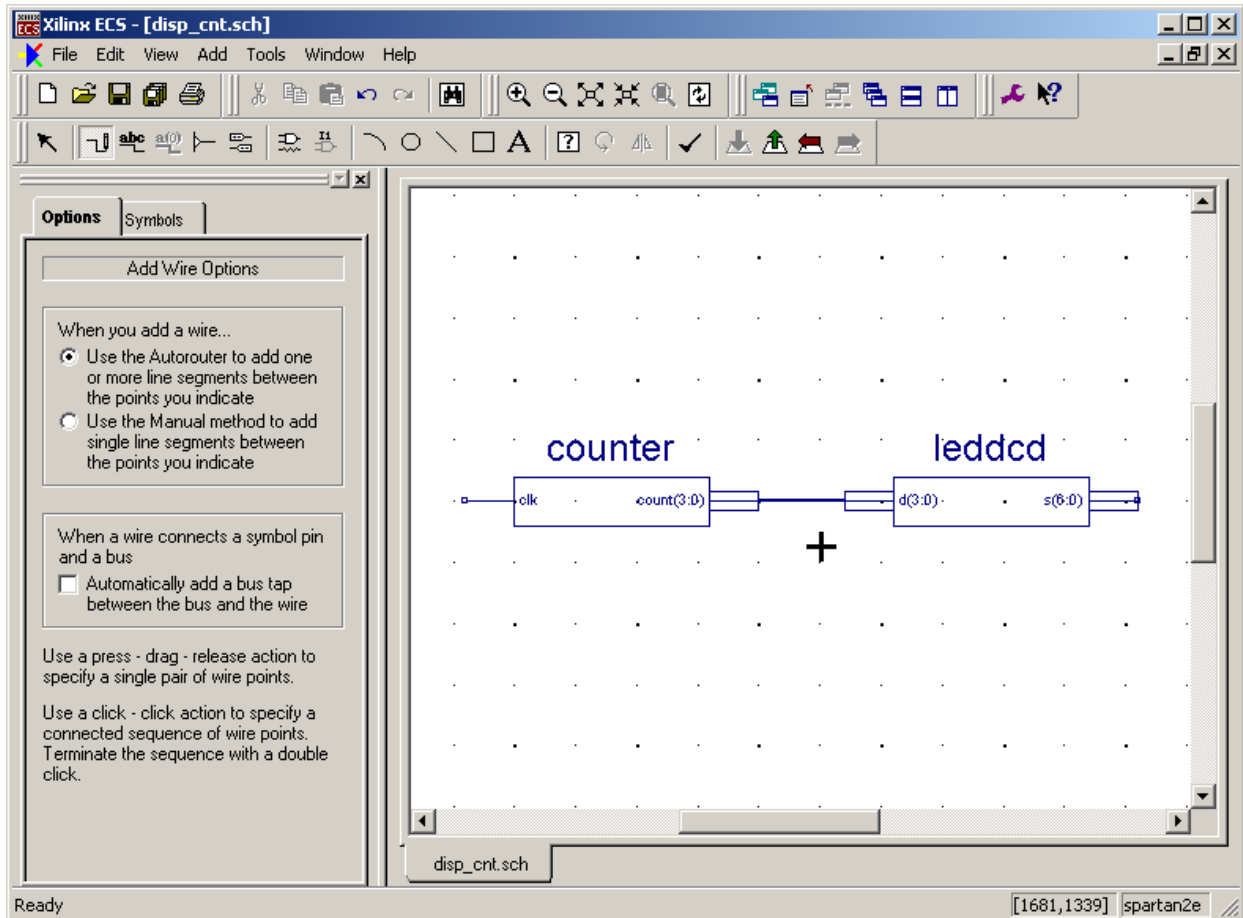 Xilinx ECS - [disp_cnt.sch]
File Edit View Add Tools Window Help
Options
Symbols
Add Wire Options
When you add a wire...
Use the Autorouter to add one
or more line segments between
the points you indicate
Use the Manual method to add
single line segments between
the points you indicate
When a wire connects a symbol pin
and a bus
Automatically add a bus tap
between the bus and the wire
Use a press - drag - release action to
specify a single pair of wire points.
Use a click - click action to specify a
connected sequence of wire points.
Terminate the sequence with a double
click.
counter
leddcd
clk
count(3:0)
d(3:0)
s(6:0)
disp_cnt.sch
Ready
[1681,1339]
spartan2e